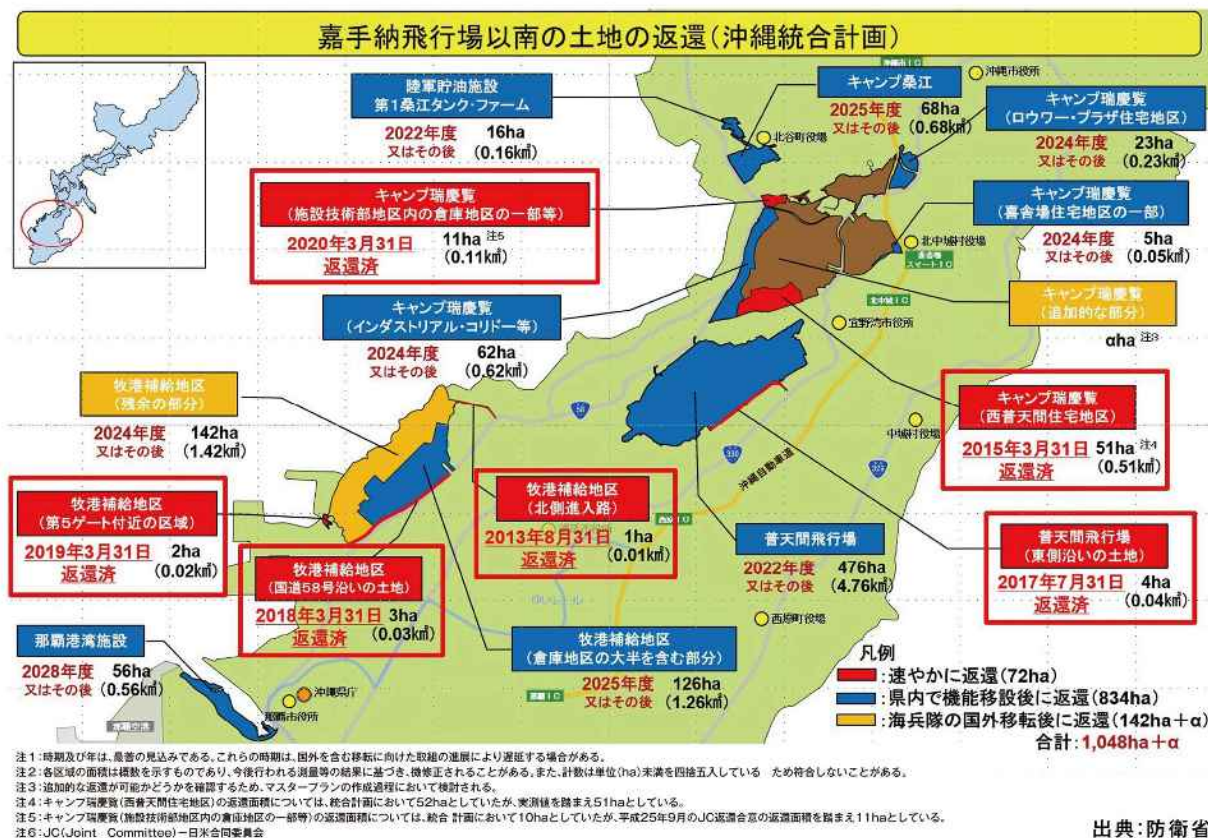 嘉手納飛行場以南の土地の返還(沖縄統合計画)
陸軍貯油施設
第1桑江タンク・ファーム
2022年度 16ha
又はその後 (0.16k㎡)
キャンプ桑江
2025年度 68ha
又はその後 (0.68k㎡)
沖縄市役所
北谷町役場
キャンプ瑞慶覧
(ロウワー・プラザ住宅地区)
2024年度 23ha
又はその後 (0.23k㎡)
キャンプ瑞慶覧
(施設技術部地区内の倉庫地区の一部等)
2020年3月31日 11ha 注5
返還済 (0.11k㎡)
キャンプ瑞慶覧
(喜舎場住宅地区の一部)
2024年度 5ha
又はその後 (0.05k㎡)
北中城村役場
スマートIC
北中城IC
キャンプ瑞慶覧
(インダストリアル・コリドー等)
2024年度 62ha
又はその後 (0.62k㎡)
キャンプ瑞慶覧
(追加的な部分)
αha 注3
宜野湾市役所
牧港補給地区
(残余の部分)
2024年度 142ha
又はその後 (1.42k㎡)
58
キャンプ瑞慶覧
(西普天間住宅地区)
2015年3月31日 51ha 注4
返還済 (0.51k㎡)
中城村役場
330
329
沖縄自動車道
牧港補給地区
(第5ゲート付近の区域)
2019年3月31日 2ha
返還済 (0.02k㎡)
牧港補給地区
(北側進入路)
2013年8月31日 1ha
返還済 (0.01k㎡)
西原IC
普天間飛行場
2022年度 476ha
又はその後 (4.76k㎡)
普天間飛行場
(東側沿いの土地)
2017年7月31日 4ha
返還済 (0.04k㎡)
牧港補給地区
(国道58号沿いの土地)
2018年3月31日 3ha
返還済 (0.03k㎡)
ゆいレール
西原町役場
那覇港湾施設
2028年度 56ha
又はその後 (0.56k㎡)
牧港補給地区
(倉庫地区の大半を含む部分)
2025年度 126ha
又はその後 (1.26k㎡)
沖縄県庁
那覇市役所
那覇空港
那覇IC
凡例
:速やかに返還(72ha)
:県内で機能移設後に返還(834ha)
:海兵隊の国外移転後に返還(142ha+α)
合計:1,048ha+α
注1:時期及び年は、最善の見込みである。これらの時期は、国外を含む移転に向けた取組の進展により遅延する場合がある。
注2:各区域の面積は概数を示すものであり、今後行われる測量等の結果に基づき、微修正されることがある。また、計数は単位(ha)未満を四捨五入している ため符合しないことがある。
注3:追加的な返還が可能かどうかを確認するため、マスタープランの作成過程において検討される。
注4:キャンプ瑞慶覧(西普天間住宅地区)の返還面積については、統合計画において52haとしていたが、実測値を踏まえ51haとしている。
注5:キャンプ瑞慶覧(施設技術部地区内の倉庫地区の一部等)の返還面積については、統合 計画において10haとしていたが、平成25年9月のJC返還合意の返還面積を踏まえ11haとしている。
注6:JC(Joint Committee)ー日米合同委員会
出典:防衛省